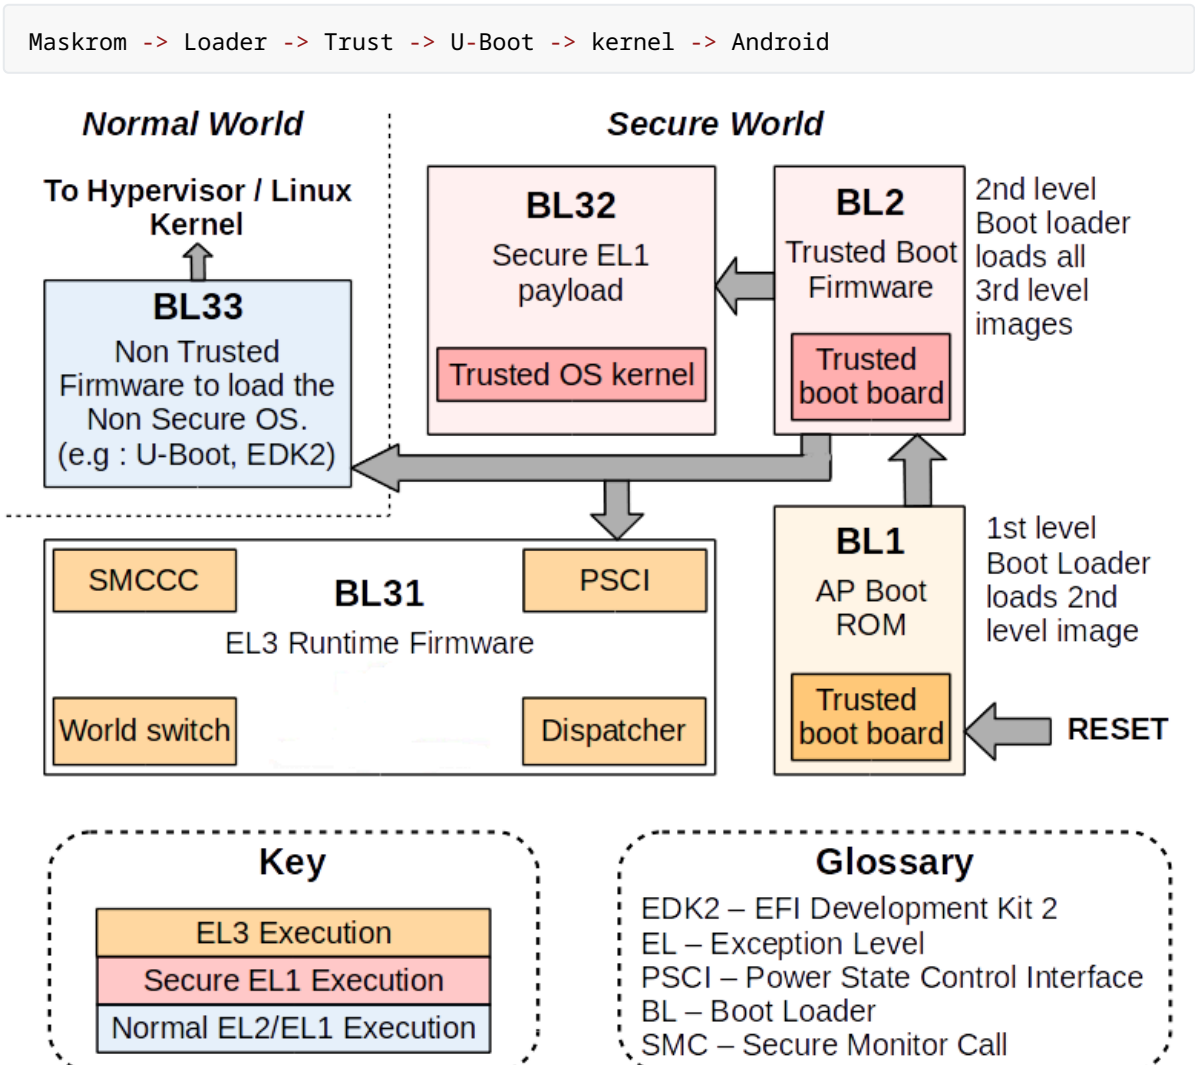 Maskrom -> Loader -> Trust -> U-Boot -> kernel -> Android
Normal World
Secure World
To Hypervisor / Linux
Kernel
BL33
Non Trusted
Firmware to load the
Non Secure OS.
(e.g : U-Boot, EDK2)
BL32
Secure EL1
payload
Trusted OS kernel
BL2
Trusted Boot
Firmware
Trusted
boot board
2nd level
Boot loader
loads all
3rd level
images
SMCCC
BL31
PSCI
EL3 Runtime Firmware
World switch
Dispatcher
BL1
AP Boot
ROM
Trusted
boot board
1st level
Boot Loader
loads 2nd
level image
RESET
Key
EL3 Execution
Secure EL1 Execution
Normal EL2/EL1 Execution
Glossary
EDK2 – EFI Development Kit 2
EL – Exception Level
PSCI – Power State Control Interface
BL – Boot Loader
SMC – Secure Monitor Call